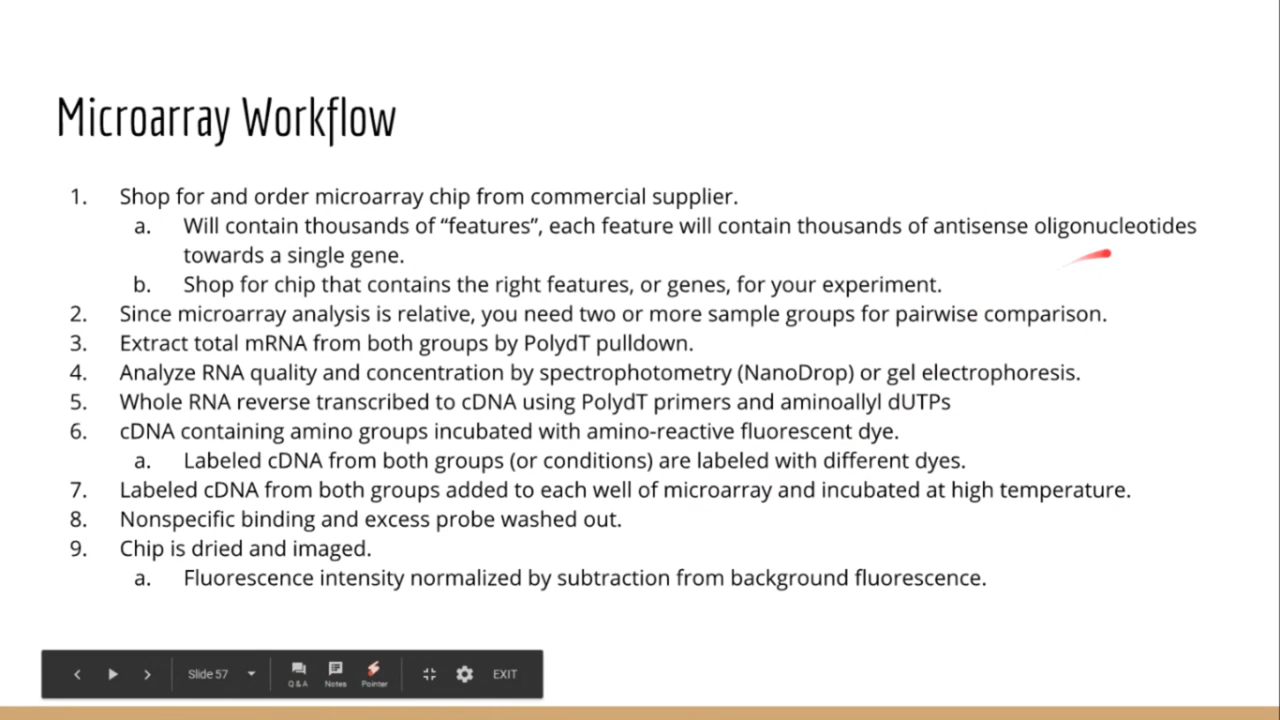 Microarray Workflow
1. Shop for and order microarray chip from commercial supplier.
a. Will contain thousands of “features”, each feature will contain thousands of antisense oligonucleotides
towards a single gene.
b. Shop for chip that contains the right features, or genes, for your experiment.
2. Since microarray analysis is relative, you need two or more sample groups for pairwise comparison.
3. Extract total mRNA from both groups by PolydT pulldown.
4. Analyze RNA quality and concentration by spectrophotometry (NanoDrop) or gel electrophoresis.
5. Whole RNA reverse transcribed to cDNA using PolydT primers and aminoallyl dUTPs
6. cDNA containing amino groups incubated with amino-reactive fluorescent dye.
a. Labeled cDNA from both groups (or conditions) are labeled with different dyes.
7. Labeled cDNA from both groups added to each well of microarray and incubated at high temperature.
8. Nonspecific binding and excess probe washed out.
9. Chip is dried and imaged.
a. Fluorescence intensity normalized by subtraction from background fluorescence.
Slide 57 Q&A Notes Pointer EXIT